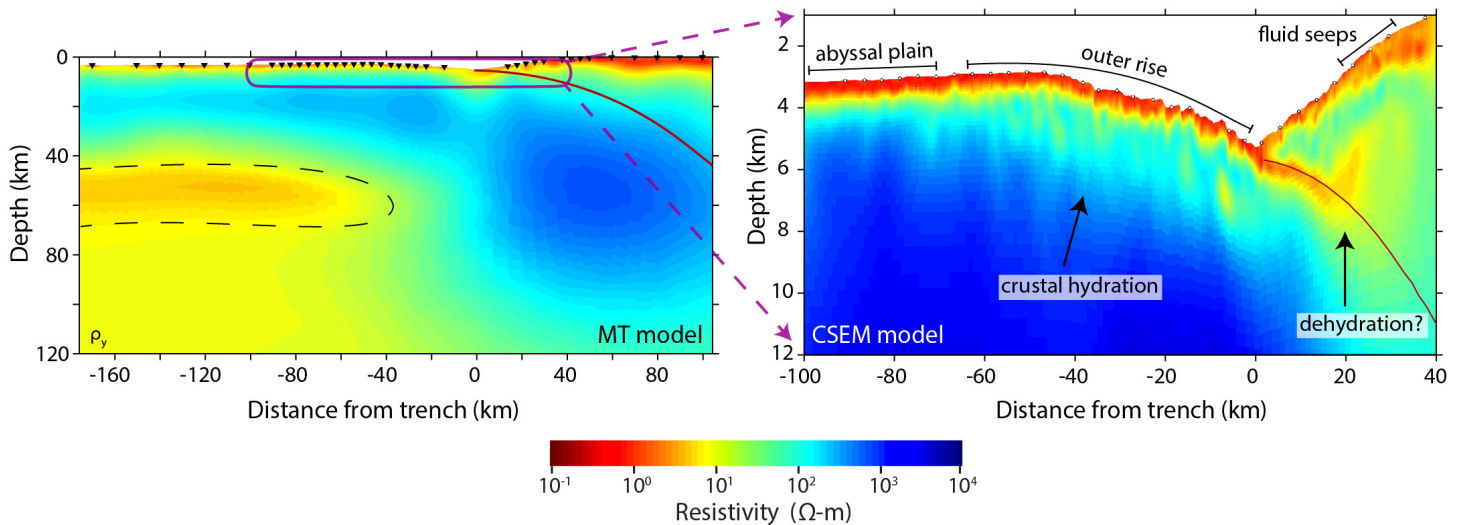 0
40
80
120
Depth (km)
ρy
MT model
-160 -120 -80 -40 0 40 80
Distance from trench (km)
2
4
6
8
10
12
Depth (km)
abyssal plain
outer rise
fluid seeps
crustal hydration
dehydration?
CSEM model
-100 -80 -60 -40 -20 0 20 40
Distance from trench (km)
10-1 100 101 102 103 104
Resistivity (Ω-m)